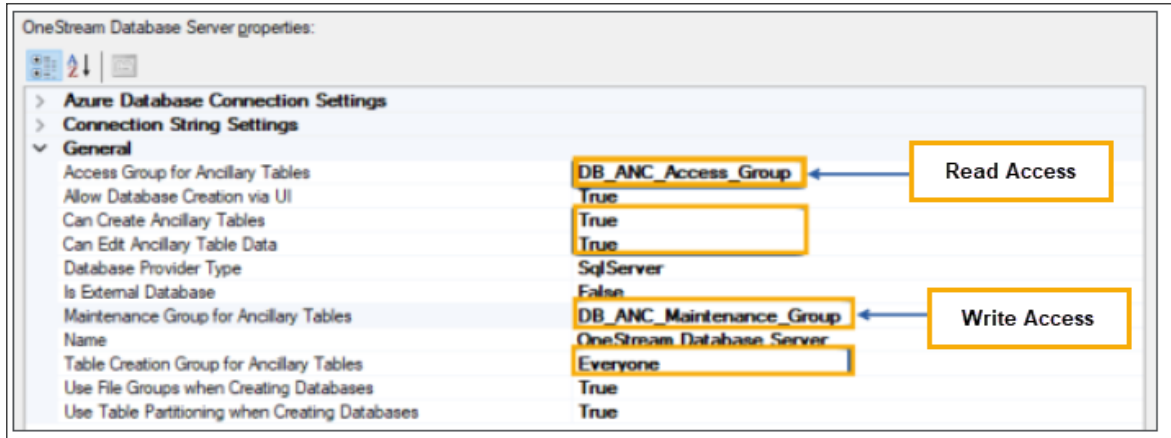 OneStream Database Server properties:
Azure Database Connection Settings
Connection String Settings
General
Access Group for Ancillary Tables DB_ANC_Access_Group Read Access
Allow Database Creation via UI True
Can Create Ancillary Tables True
Can Edit Ancillary Table Data True
Database Provider Type SqlServer
Is External Database False
Maintenance Group for Ancillary Tables DB_ANC_Maintenance_Group Write Access
Name OneStream Database Server
Table Creation Group for Ancillary Tables Everyone
Use File Groups when Creating Databases True
Use Table Partitioning when Creating Databases True